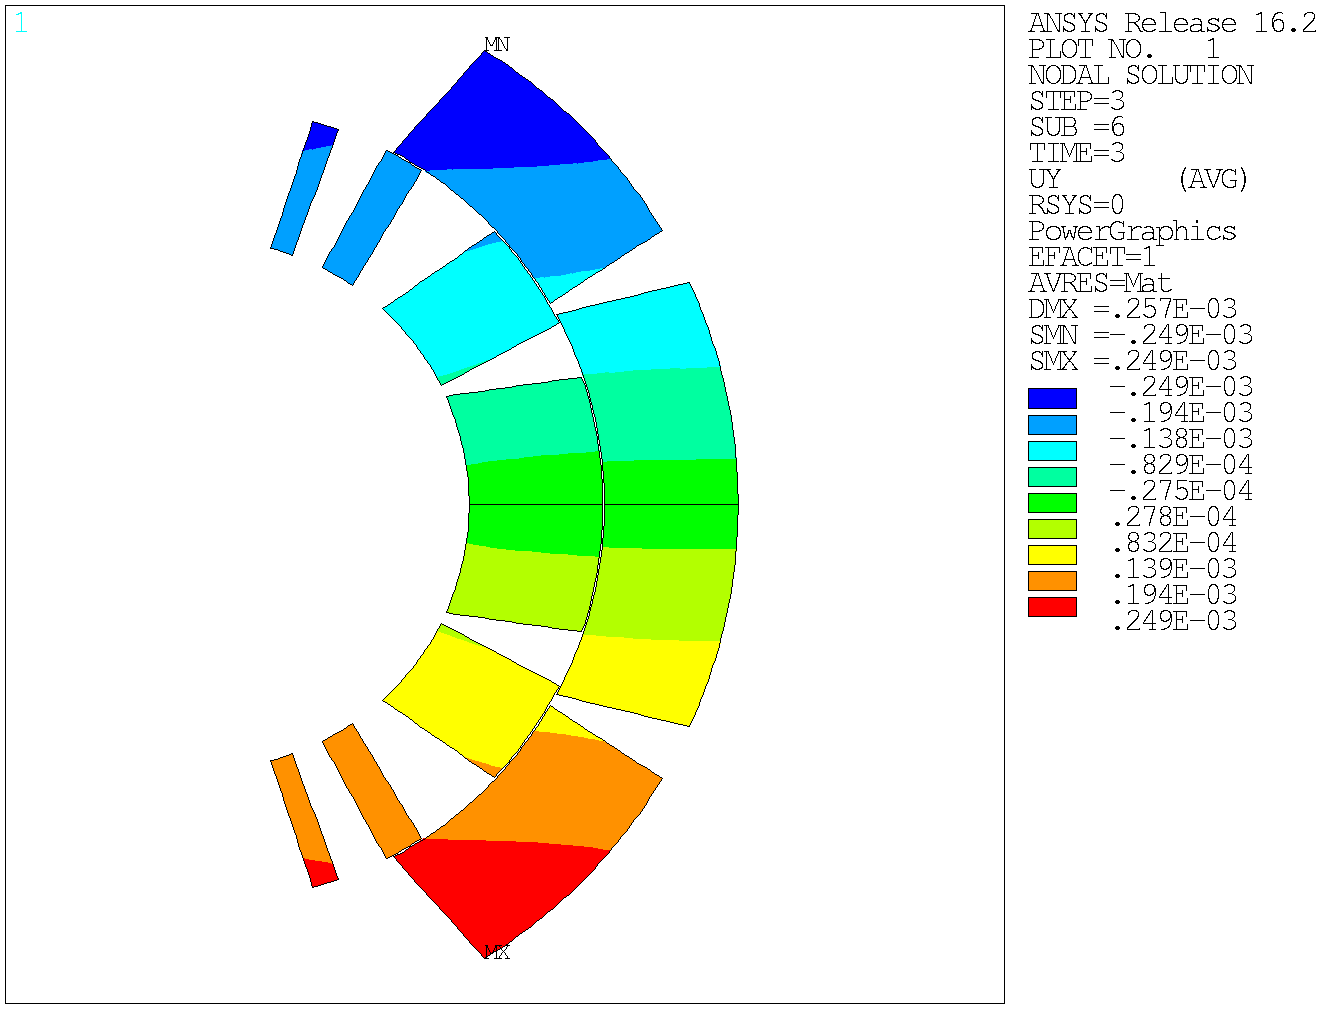 1
MN
MX
ANSYS Release 16.2
PLOT NO.   1
NODAL SOLUTION
STEP=3
SUB =6
TIME=3
UY       (AVG)
RSYS=0
PowerGraphics
EFACET=1
AVRES=Mat
DMX =.257E-03
SMN =-.249E-03
SMX =.249E-03
-.249E-03
-.194E-03
-.138E-03
-.829E-04
-.275E-04
.278E-04
.832E-04
.139E-03
.194E-03
.249E-03